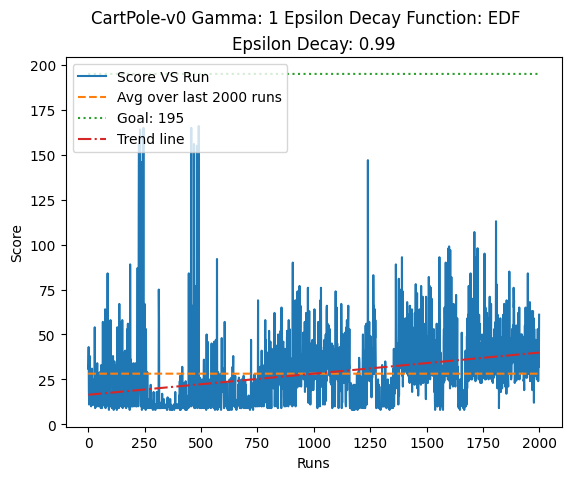 CartPole-v0 Gamma: 1 Epsilon Decay Function: EDF
Epsilon Decay: 0.99
Score VS Run
Avg over last 2000 runs
Goal: 195
Trend line
200
175
150
125
100
75
50
25
0
Score
0 250 500 750 1000 1250 1500 1750 2000
Runs